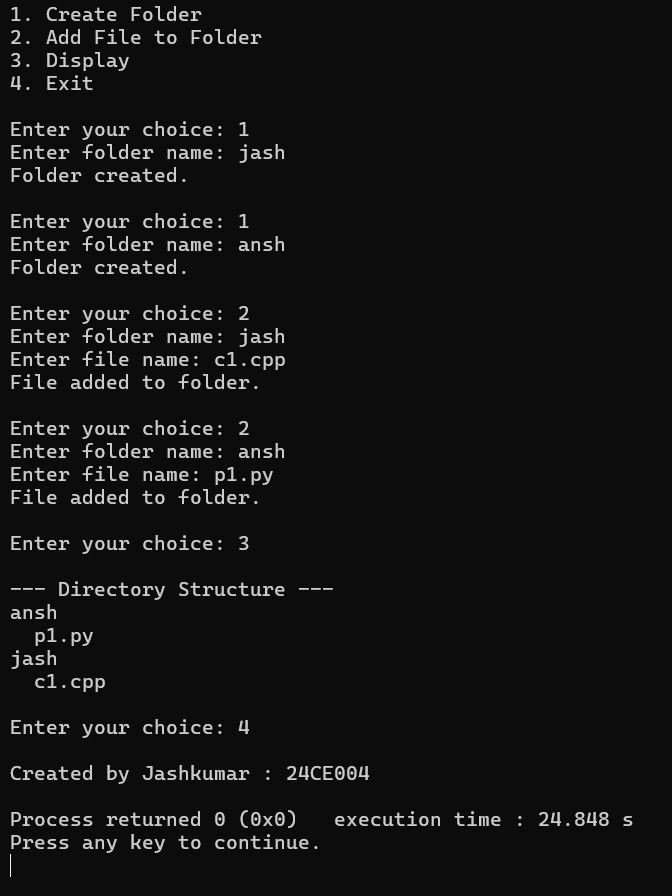 1. Create Folder
2. Add File to Folder
3. Display
4. Exit

Enter your choice: 1
Enter folder name: jash
Folder created.

Enter your choice: 1
Enter folder name: ansh
Folder created.

Enter your choice: 2
Enter folder name: jash
Enter file name: c1.cpp
File added to folder.

Enter your choice: 2
Enter folder name: ansh
Enter file name: p1.py
File added to folder.

Enter your choice: 3

--- Directory Structure ---
ansh
  p1.py
jash
  c1.cpp

Enter your choice: 4

Created by Jashkumar : 24CE004

Process returned 0 (0x0)   execution time : 24.848 s
Press any key to continue.